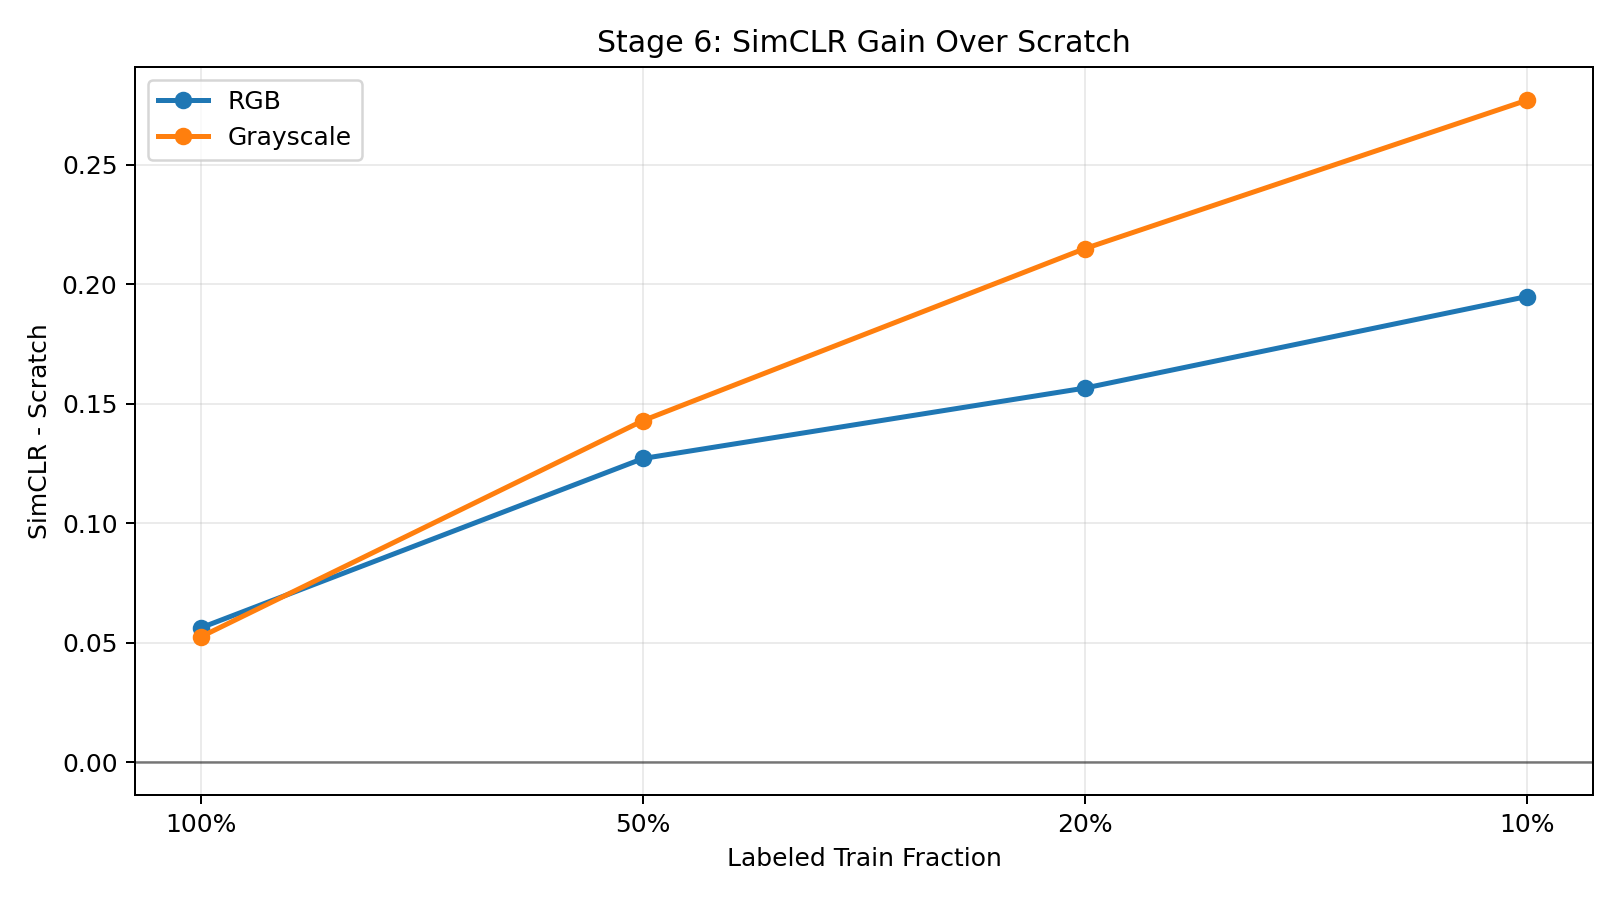 Stage 6: SimCLR Gain Over Scratch
RGB
Grayscale
SimCLR - Scratch
0.25
0.20
0.15
0.10
0.05
0.00
100%
50%
20%
10%
Labeled Train Fraction